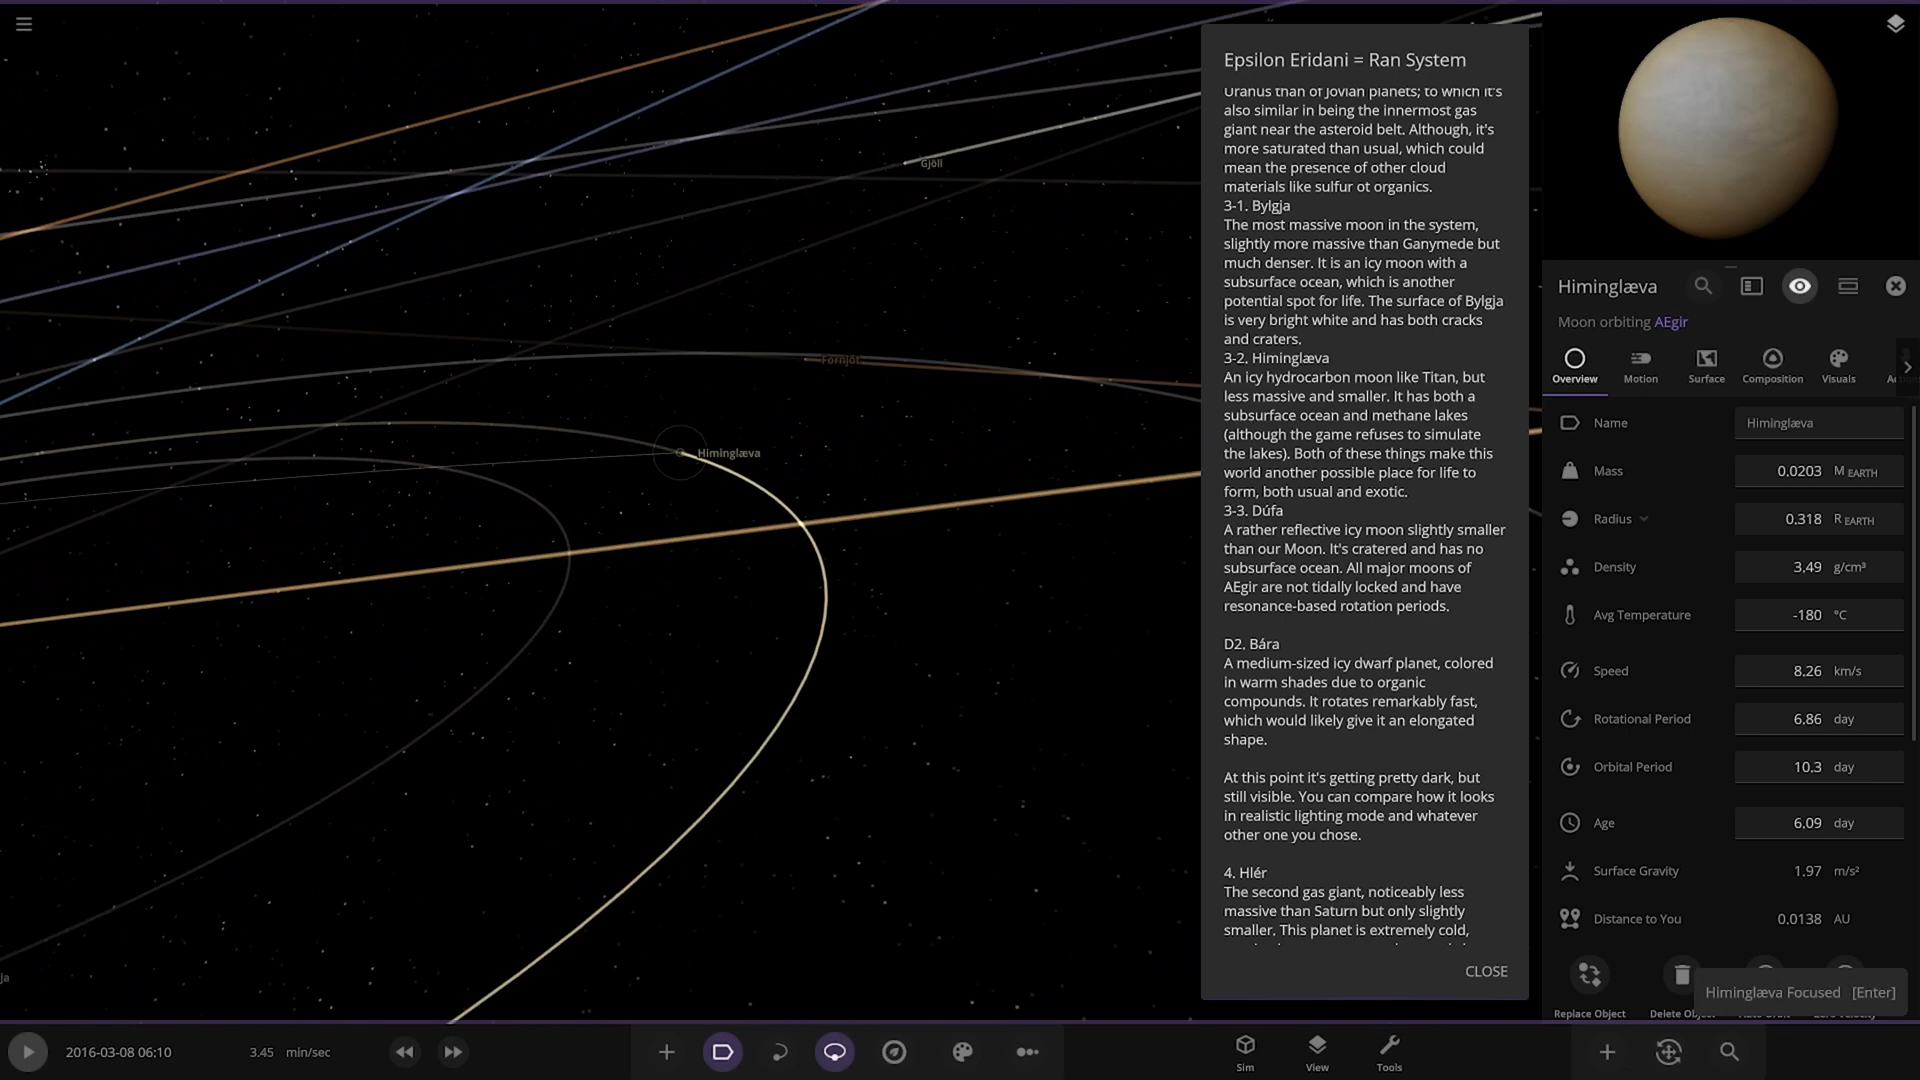 Gjöll
Fornjót
Himinglæva
ja
Epsilon Eridani = Ran System
Uranus than of Jovian planets; to which it's
also similar in being the innermost gas
giant near the asteroid belt. Although, it's
more saturated than usual, which could
mean the presence of other cloud
materials like sulfur ot organics.
3-1. Bylgja
The most massive moon in the system,
slightly more massive than Ganymede but
much denser. It is an icy moon with a
subsurface ocean, which is another
potential spot for life. The surface of Bylgja
is very bright white and has both cracks
and craters.
3-2. Himinglæva
An icy hydrocarbon moon like Titan, but
less massive and smaller. It has both a
subsurface ocean and methane lakes
(although the game refuses to simulate
the lakes). Both of these things make this
world another possible place for life to
form, both usual and exotic.
3-3. Dúfa
A rather reflective icy moon slightly smaller
than our Moon. It's cratered and has no
subsurface ocean. All major moons of
AEgir are not tidally locked and have
resonance-based rotation periods.
D2. Bára
A medium-sized icy dwarf planet, colored
in warm shades due to organic
compounds. It rotates remarkably fast,
which would likely give it an elongated
shape.
At this point it's getting pretty dark, but
still visible. You can compare how it looks
in realistic lighting mode and whatever
other one you chose.
4. Hlér
The second gas giant, noticeably less
massive than Saturn but only slightly
smaller. This planet is extremely cold,
CLOSE
Himinglæva
Moon orbiting AEgir
Overview Motion Surface Composition Visuals
Name Himinglæva
Mass 0.0203 M EARTH
Radius 0.318 R EARTH
Density 3.49 g/cm³
Avg Temperature -180 °C
Speed 8.26 km/s
Rotational Period 6.86 day
Orbital Period 10.3 day
Age 6.09 day
Surface Gravity 1.97 m/s²
Distance to You 0.0138 AU
Himinglæva Focused [Enter]
Replace Object Delete Object
2016-03-08 06:10 3.45 min/sec
Sim View Tools